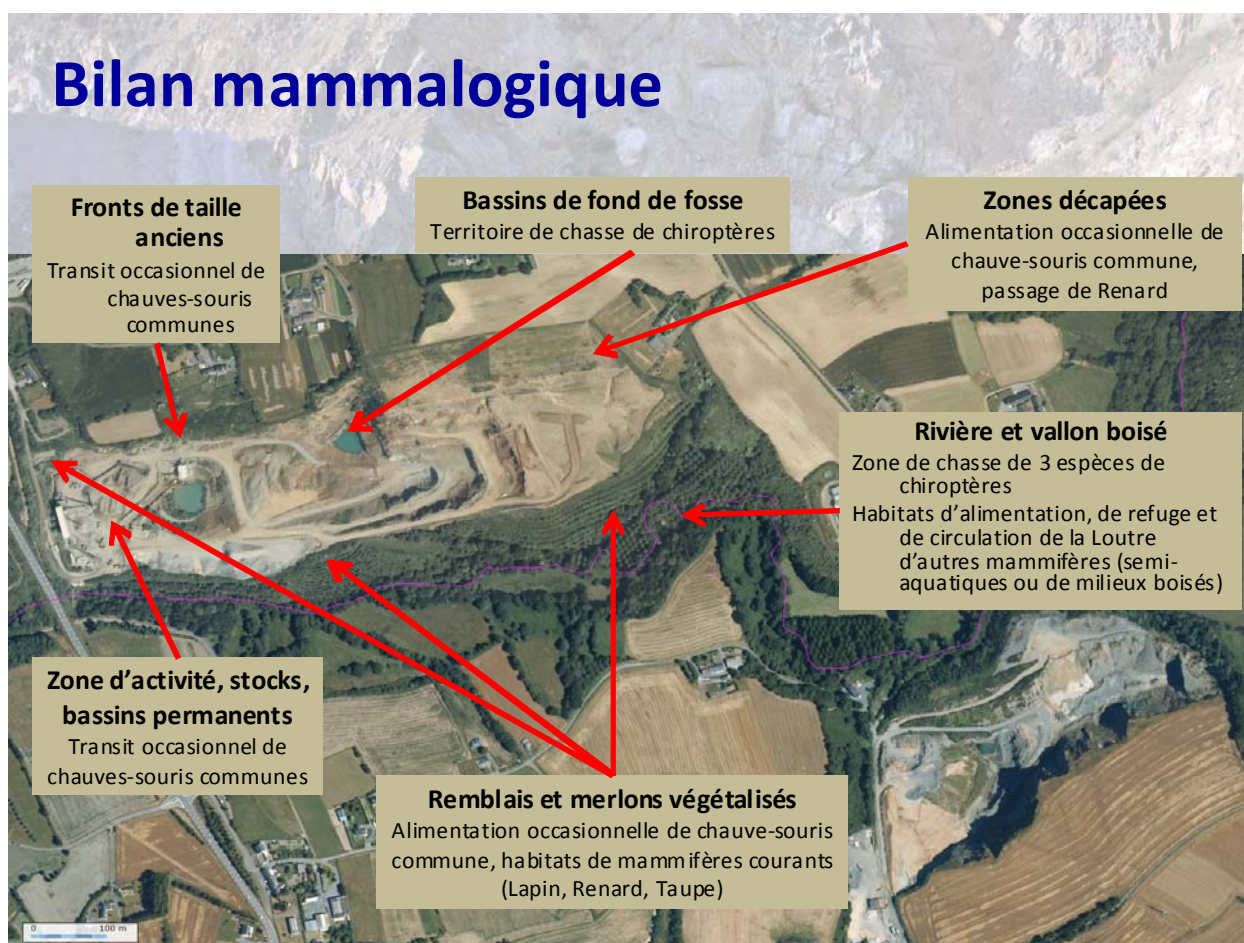 Bilan mammalogique
Fronts de taille
anciens
Transit occasionnel de
chauves-souris
communes
Bassins de fond de fosse
Territoire de chasse de chiroptères
Zones décapées
Alimentation occasionnelle de
chauve-souris commune,
passage de Renard
Rivière et vallon boisé
Zone de chasse de 3 espèces de
chiroptères
Habitats d’alimentation, de refuge et
de circulation de la Loutre
d’autres mammifères (semi-
aquatiques ou de milieux boisés)
Zone d’activité, stocks,
bassins permanents
Transit occasionnel de
chauves-souris communes
Remblais et merlons végétalisés
Alimentation occasionnelle de chauve-souris
commune, habitats de mammifères courants
(Lapin, Renard, Taupe)
0 100 m